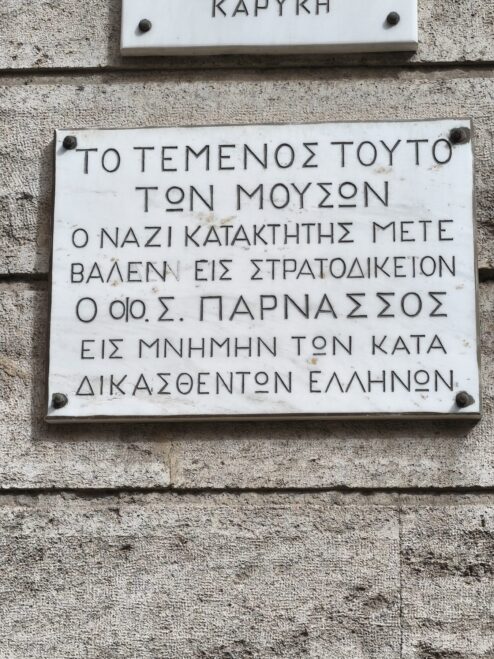 ΚΑΡΥΚΗ
ΤΟ ΤΕΜΕΝΟΣ ΤΟΥΤΟ
ΤΩΝ ΜΟΥΣΩΝ
Ο ΝΑΖΙ ΚΑΤΑΚΤΗΤΗΣ ΜΕΤΕ
ΒΑΛΕΝ ΕΙΣ ΣΤΡΑΤΟΔΙΚΕΙΟΝ
Ο ΦΙΟ. Σ. ΠΑΡΝΑΣΣΟΣ
ΕΙΣ ΜΝΗΜΗΝ ΤΩΝ ΚΑΤΑ
ΔΙΚΑΣΘΕΝΤΩΝ ΕΛΛΗΝΩΝ